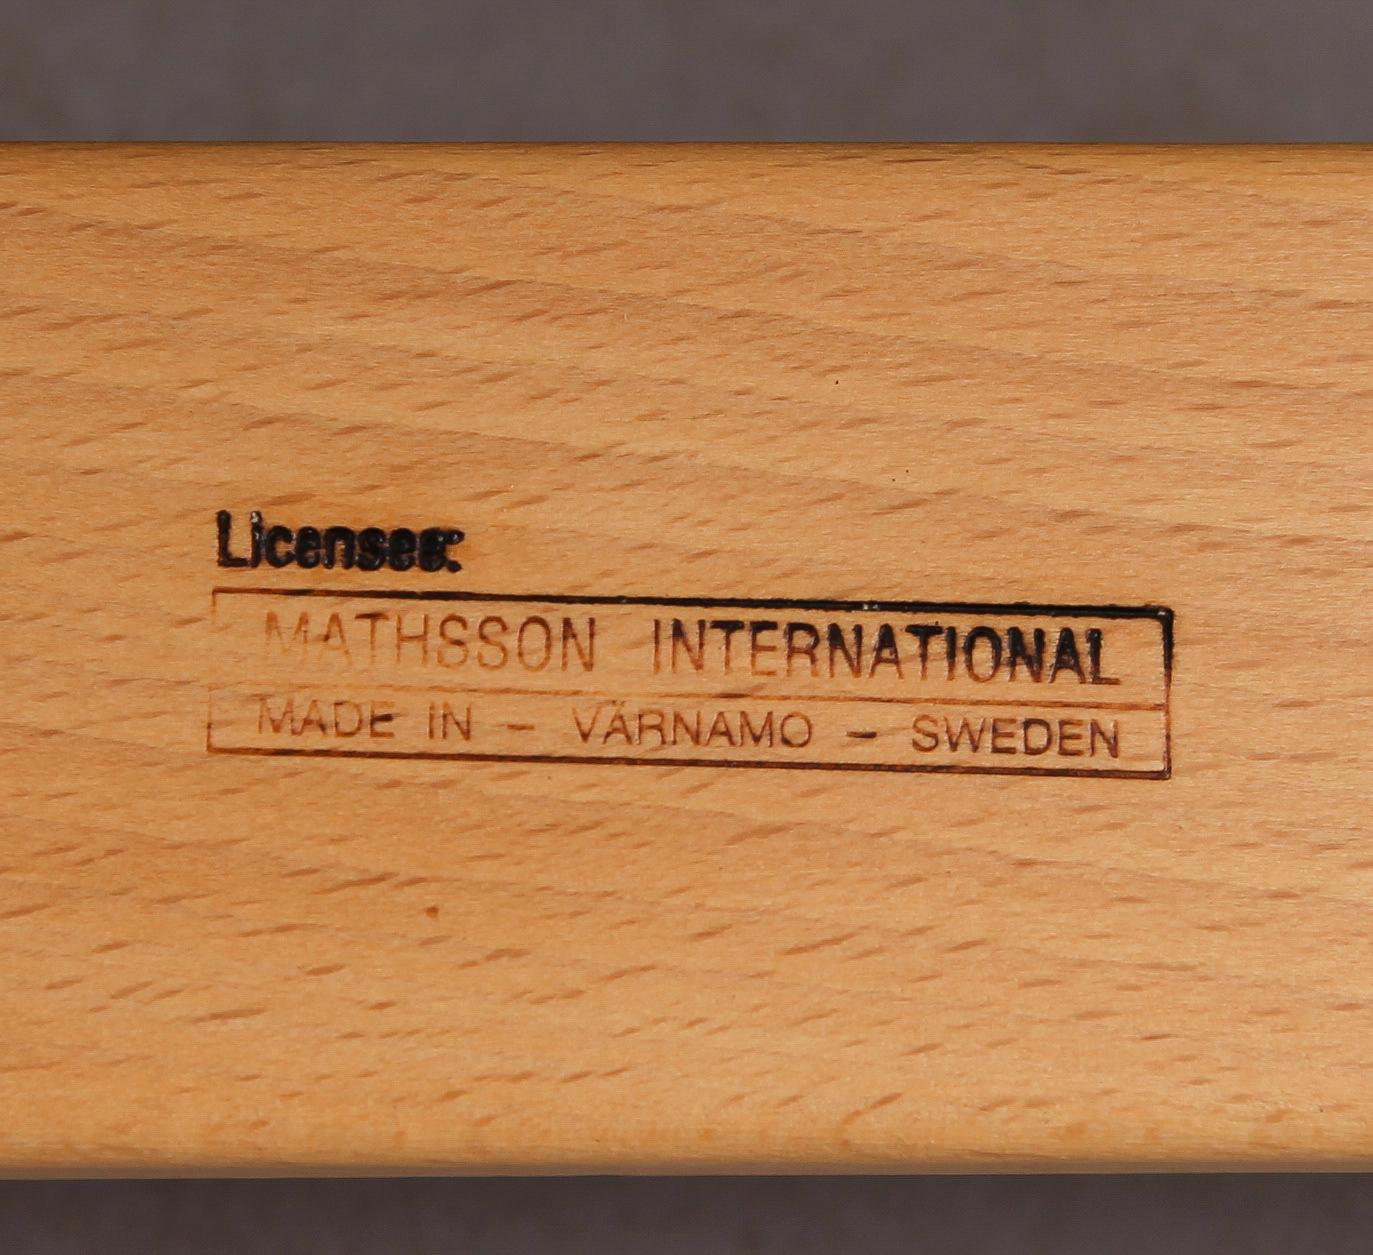 Licensee:
MATHSSON INTERNATIONAL
MADE IN - VÄRNAMO - SWEDEN